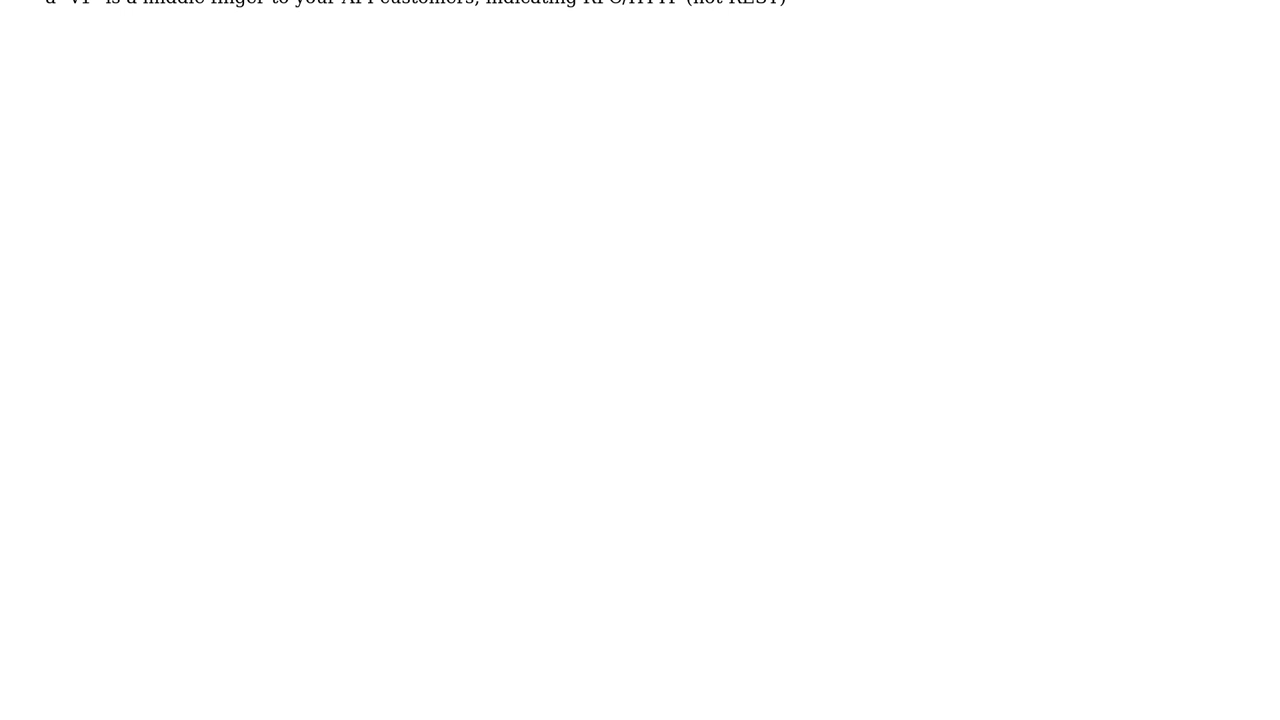 a "v1" is a middle finger to your API customers, indicating RPC/HTTP (not REST)